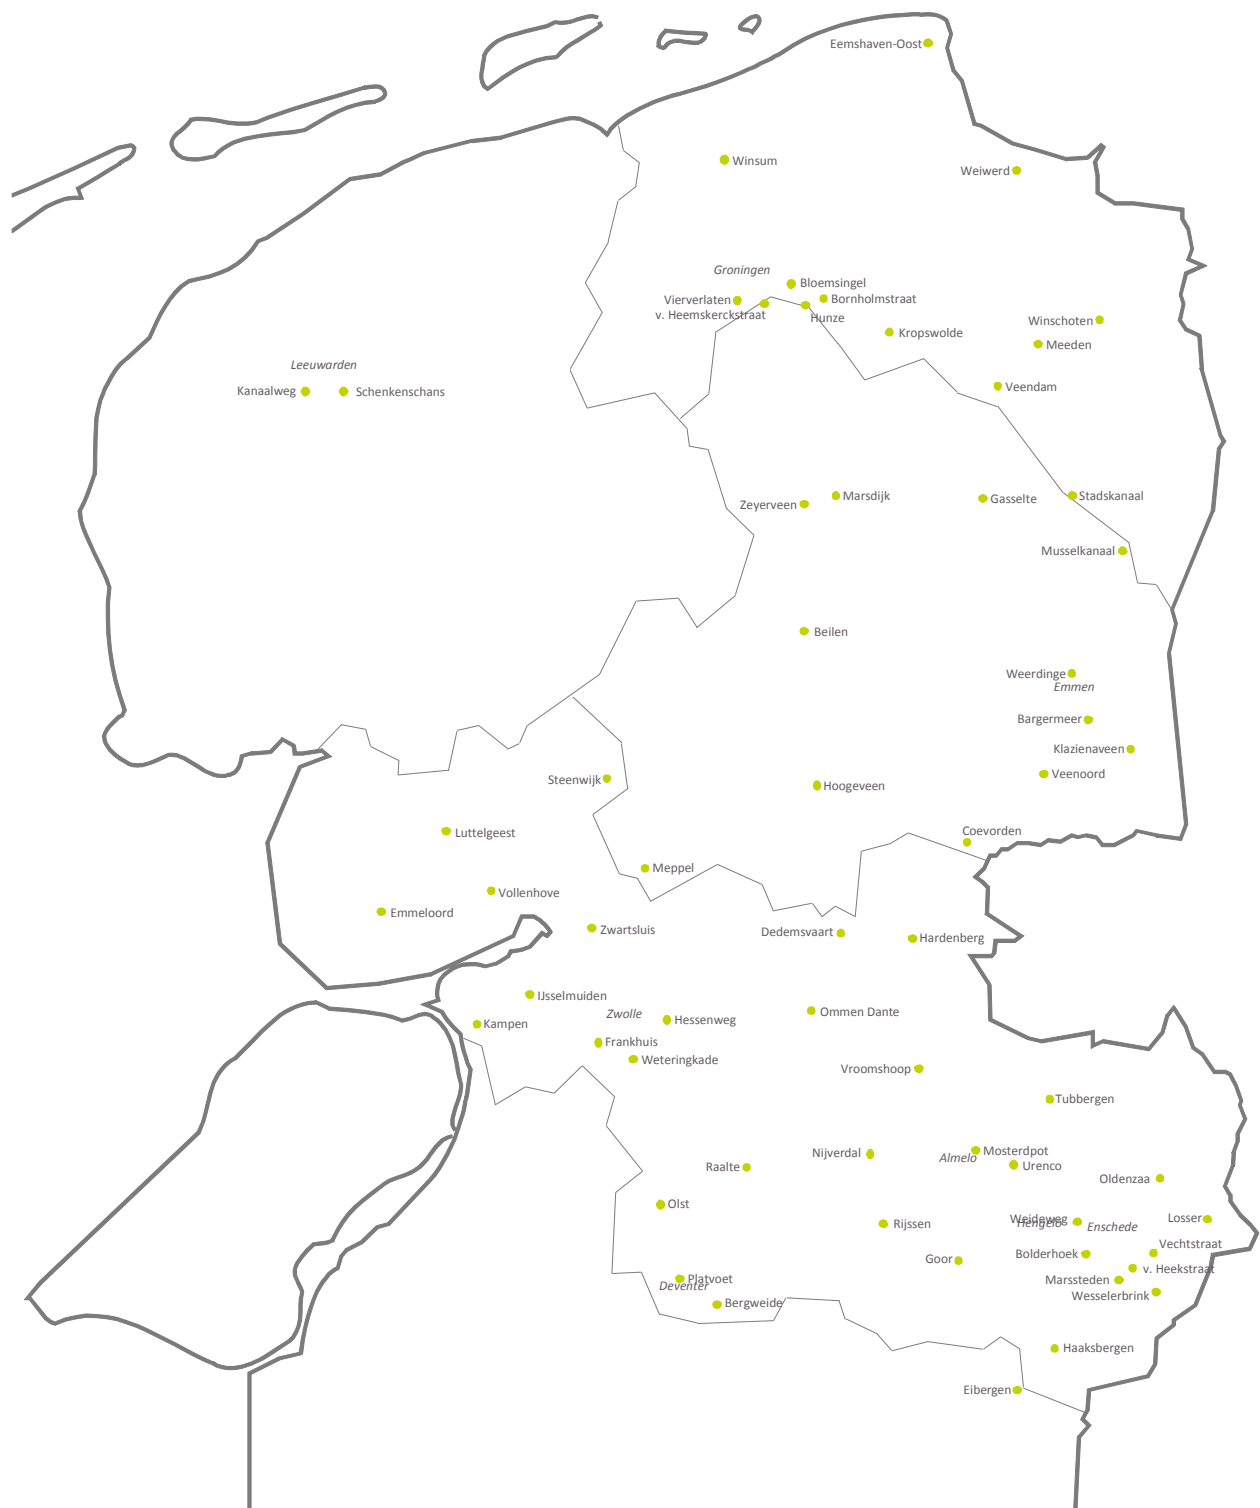 Eemshaven-Oost
Winsum
Weiwerd
Groningen
Bloemsingel
Vierverlaten
Bornholmstraat
v. Heemskerckstraat
Hunze
Winschoten
Kropswolde
Meeden
Leeuwarden
Kanaalweg
Schenkenschans
Veendam
Zeyerveen
Marsdijk
Gasselte
Stadskanaal
Musselkanaal
Beilen
Weerdinge
Emmen
Bargermeer
Klazienaveen
Veenoord
Steenwijk
Hoogeveen
Luttelgeest
Coevorden
Meppel
Vollenhove
Emmeloord
Zwartsluis
Dedemsvaart
Hardenberg
IJsselmuiden
Zwolle
Ommen Dante
Kampen
Hessenweg
Frankhuis
Weteringkade
Vroomshoop
Tubbergen
Nijverdal
Mosterdpot
Almelo
Urenco
Raalte
Oldenzaa
Olst
Rijssen
Weideweg
Hengelo
Enschede
Losser
Vechtstraat
Goor
Bolderhoek
v. Heekstraat
Platvoet
Deventer
Marssteden
Wesselerbrink
Bergweide
Haaksbergen
Eibergen